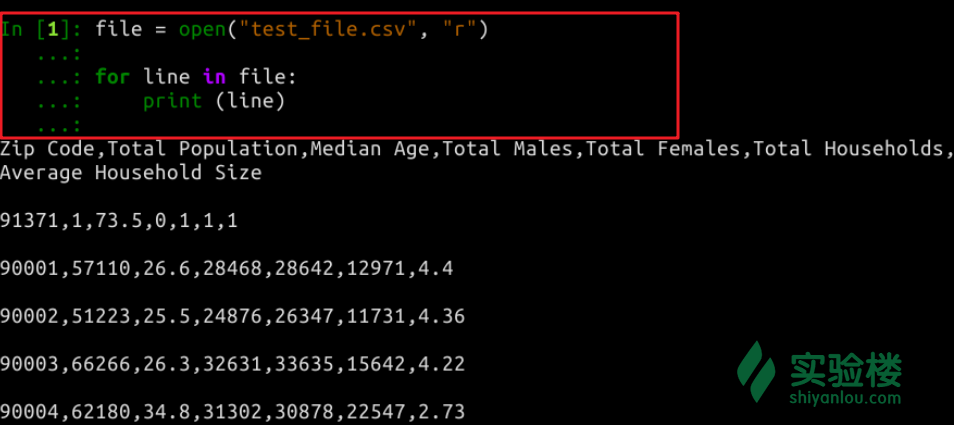 In [1]: file = open("test_file.csv", "r")
...:
...: for line in file:
...:     print (line)
...:
Zip Code,Total Population,Median Age,Total Males,Total Females,Total Households,
Average Household Size
91371,1,73.5,0,1,1,1
90001,57110,26.6,28468,28642,12971,4.4
90002,51223,25.5,24876,26347,11731,4.36
90003,66266,26.3,32631,33635,15642,4.22
90004,62180,34.8,31302,30878,22547,2.73
实验楼
shiyanlou.com